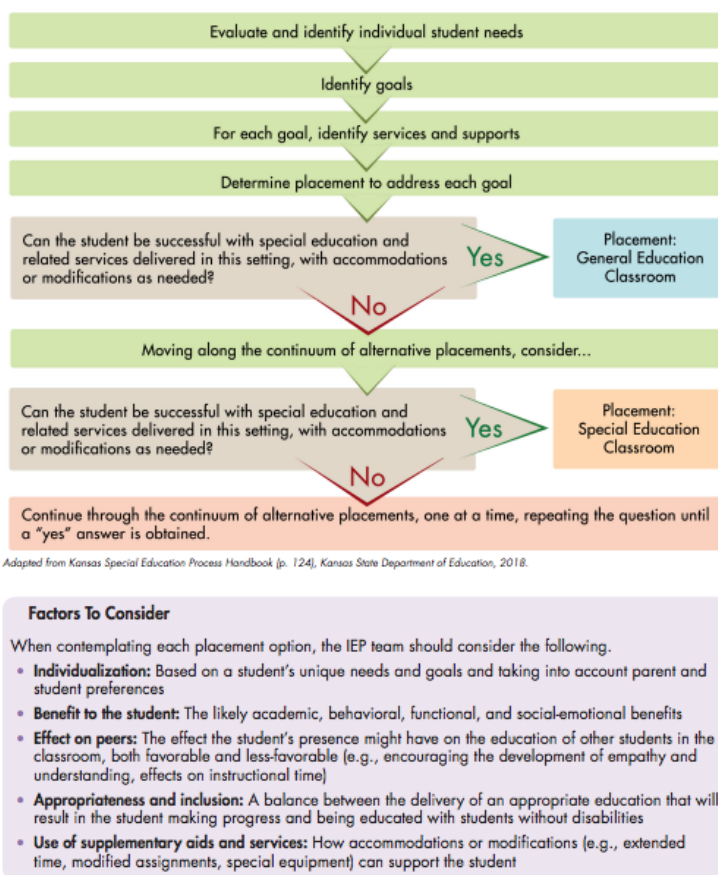 Evaluate and identify individual student needs
Identify goals
For each goal, identify services and supports
Determine placement to address each goal
Can the student be successful with special education and
related services delivered in this setting, with accommodations
or modifications as needed?
Yes
Placement:
General Education
Classroom
No
Moving along the continuum of alternative placements, consider...
Can the student be successful with special education and
related services delivered in this setting, with accommodations
or modifications as needed?
Yes
Placement:
Special Education
Classroom
No
Continue through the continuum of alternative placements, one at a time, repeating the question until
a “yes” answer is obtained.
Adapted from Kansas Special Education Process Handbook (p. 124), Kansas State Department of Education, 2018.
Factors To Consider
When contemplating each placement option, the IEP team should consider the following.
• Individualization: Based on a student’s unique needs and goals and taking into account parent and
student preferences
• Benefit to the student: The likely academic, behavioral, functional, and social-emotional benefits
• Effect on peers: The effect the student’s presence might have on the education of other students in the
classroom, both favorable and less-favorable (e.g., encouraging the development of empathy and
understanding, effects on instructional time)
• Appropriateness and inclusion: A balance between the delivery of an appropriate education that will
result in the student making progress and being educated with students without disabilities
• Use of supplementary aids and services: How accommodations or modifications (e.g., extended
time, modified assignments, special equipment) can support the student